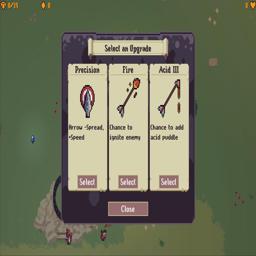 Select an Upgrade
Precision
Fire
Acid III
Arrow -Spread,
+Speed
Chance to
ignite enemy
Chance to add
acid puddle
Select
Select
Select
Close